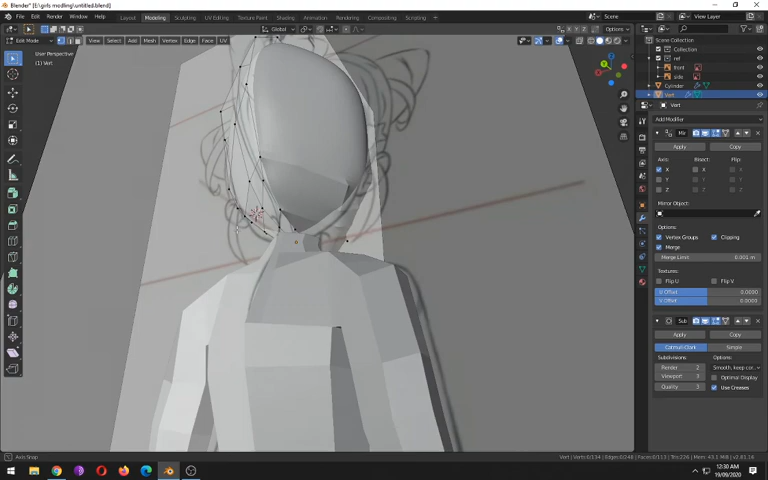 Blender* [E:\girls modling\untitled.blend]
File Edit Render Window Help Layout Modeling Sculpting UV Editing Texture Paint Shading Animation Rendering Compositing Scripting Scene View Layer
Global Options
Edit Mode View Select Add Mesh Vertex Edge Face UV
User Perspective
(1) Vert
Scene Collection
Collection
ref
front
side
Cylinder
Vert
Vert
Add Modifier
Mir
Apply Copy
Axis: Bisect: Flip:
X X X
Y Y Y
Z Z Z
Mirror Object:
Options:
Vertex Groups Clipping
Merge
Merge Limit 0.001 m
Textures:
Flip U Flip V
U Offset 0.0000
V Offset 0.0000
Sub
Apply Copy
Catmull-Clark Simple
Subdivisions: Options:
Render 2 Smooth, keep cor...
Viewport 3 Optimal Display
Quality 3 Use Creases
Axis Snap
12:30 AM
19/09/2020